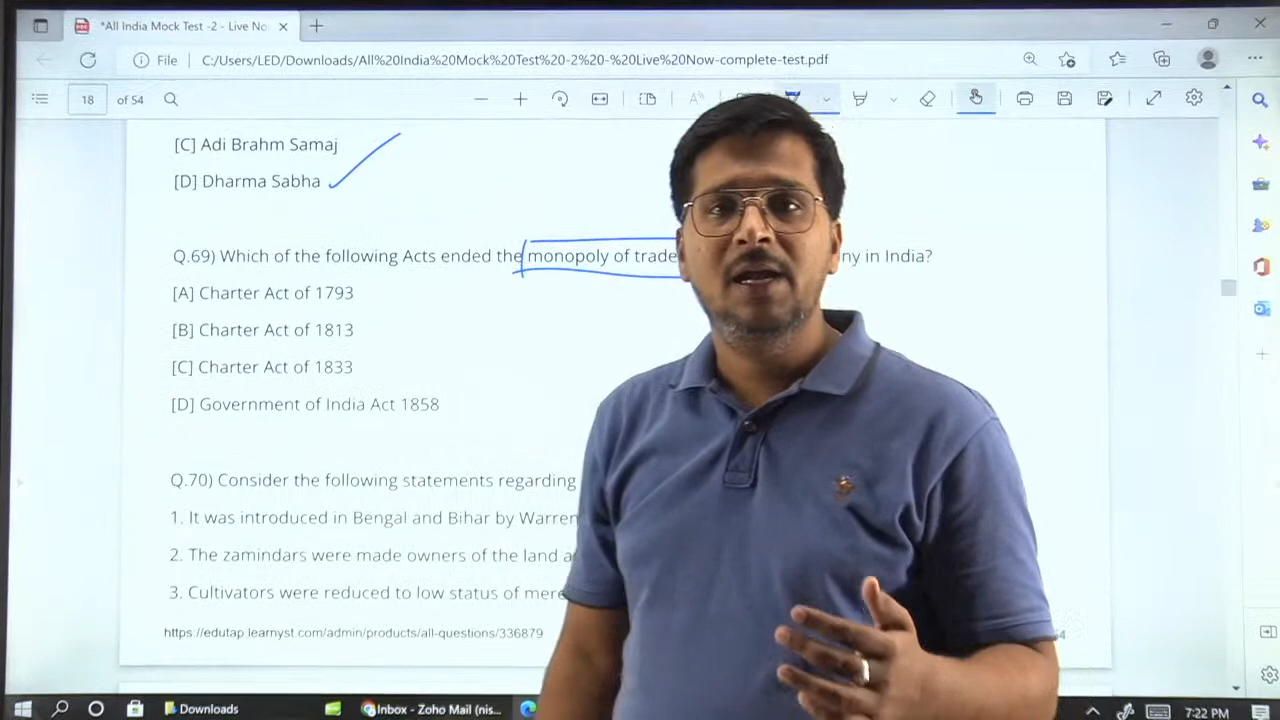 *All India Mock Test -2 - Live No
File C:/Users/LED/Downloads/All%20India%20Mock%20Test%20-2%20-%20Live%20Now-complete-test.pdf
18 of 54
[C] Adi Brahm Samaj
[D] Dharma Sabha
Q.69) Which of the following Acts ended the monopoly of trade ny in India?
[A] Charter Act of 1793
[B] Charter Act of 1813
[C] Charter Act of 1833
[D] Government of India Act 1858
Q.70) Consider the following statements regarding
1. It was introduced in Bengal and Bihar by Warren
2. The zamindars were made owners of the land a
3. Cultivators were reduced to low status of mere
https://edutap.learnyst.com/admin/products/all-questions/336879
Downloads Inbox - Zoho Mail (nis... 7:22 PM